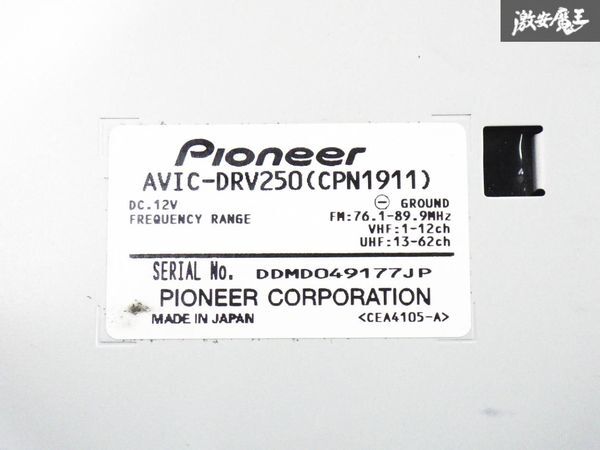 激安魔王
Pioneer
AVIC-DRV250(CPN1911)
DC.12V ⊖ GROUND
FREQUENCY RANGE FM:76.1-89.9MHz
VHF:1-12ch
UHF:13-62ch
SERIAL No. DDMD049177JP
PIONEER CORPORATION
MADE IN JAPAN <CEA4105-A>